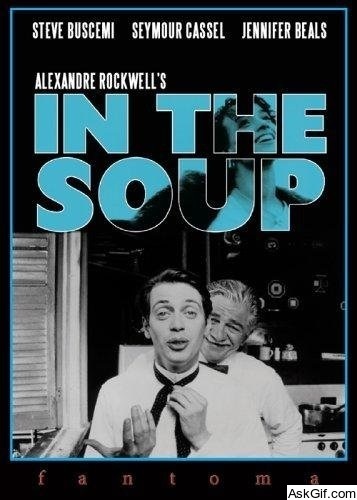 STEVE BUSCEMI SEYMOUR CASSEL JENNIFER BEALS
ALEXANDRE ROCKWELL'S
IN THE
SOUP
fantoma
AskGif.com